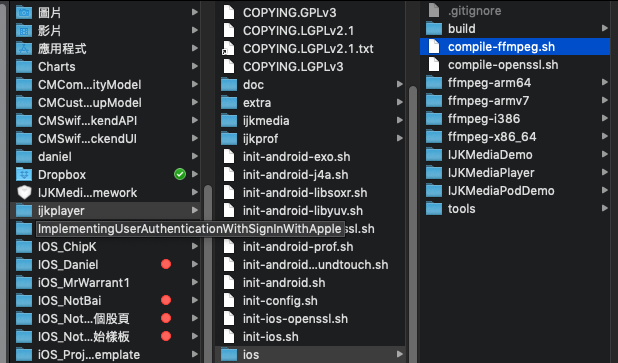 圖片
影片
應用程式
Charts
CMCom...ityModel
CMCust...upModel
CMSwif...kendAPI
CMSwif...ckendUI
daniel
Dropbox
IJKMedi...mework
ijkplayer
ImplementingUserAuthenticationWithSignInWithApple
IOS_ChipK
IOS_Daniel
iOS_MrWarrant1
IOS_NotBai
IOS_Not...個股頁
IOS_Not...始樣板
iOS_Proj...emplate
COPYING.GPLv3
COPYING.LGPLv2.1
COPYING.LGPLv2.1.txt
COPYING.LGPLv3
doc
extra
ijkmedia
ijkprof
init-android-exo.sh
init-android-j4a.sh
init-android-libsoxr.sh
init-android-libyuv.sh
ssl.sh
init-android-prof.sh
init-android...undtouch.sh
init-android.sh
init-config.sh
init-ios-openssl.sh
init-ios.sh
ios
.gitignore
build
compile-ffmpeg.sh
compile-openssl.sh
ffmpeg-arm64
ffmpeg-armv7
ffmpeg-i386
ffmpeg-x86_64
IJKMediaDemo
IJKMediaPlayer
IJKMediaPodDemo
tools